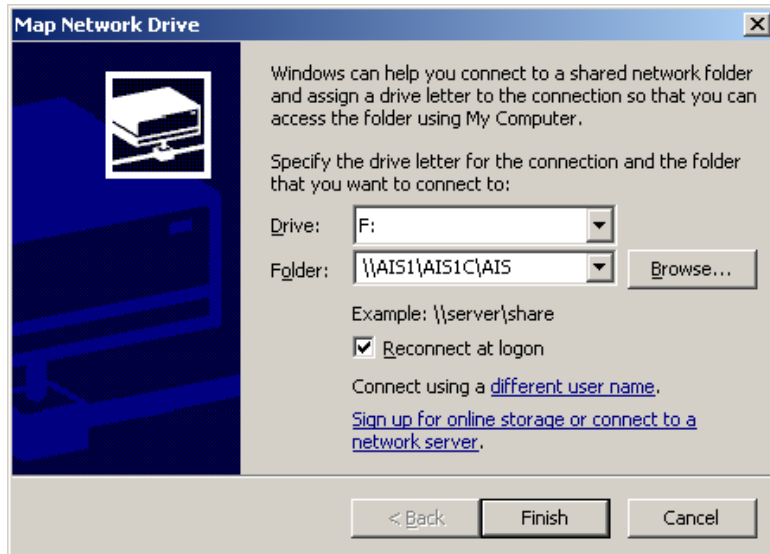 Map Network Drive
Windows can help you connect to a shared network folder
and assign a drive letter to the connection so that you can
access the folder using My Computer.
Specify the drive letter for the connection and the folder
that you want to connect to:
Drive: F:
Folder: \\AIS1\AIS1C\AIS Browse...
Example: \\server\share
Reconnect at logon
Connect using a different user name.
Sign up for online storage or connect to a
network server.
< Back Finish Cancel